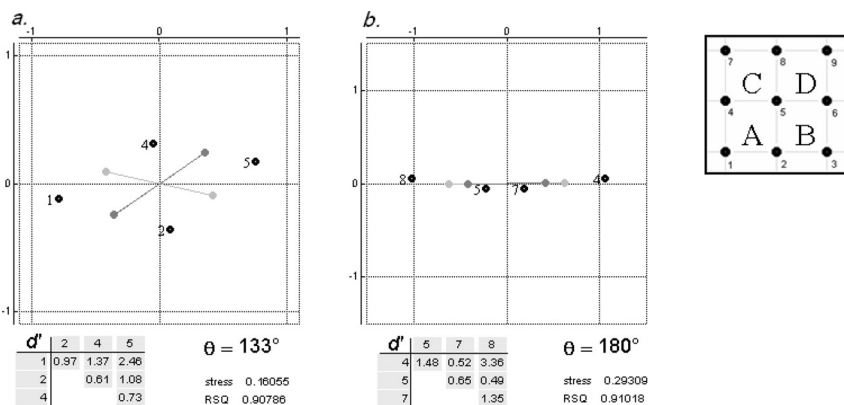 a.
-1 0 1
1
4
5
0
1
2
-1
d' 2 4 5
1 0.97 1.37 2.46
2 0.61 1.08
4 0.73
θ = 133°
stress 0.16055
RSQ 0.90786
b.
-1 0 1
1
0
8 5 7 4
-1
d' 5 7 8
4 1.48 0.52 3.36
5 0.65 0.49
7 1.35
θ = 180°
stress 0.29309
RSQ 0.91018
7 8 9
C D
4 5 6
A B
1 2 3